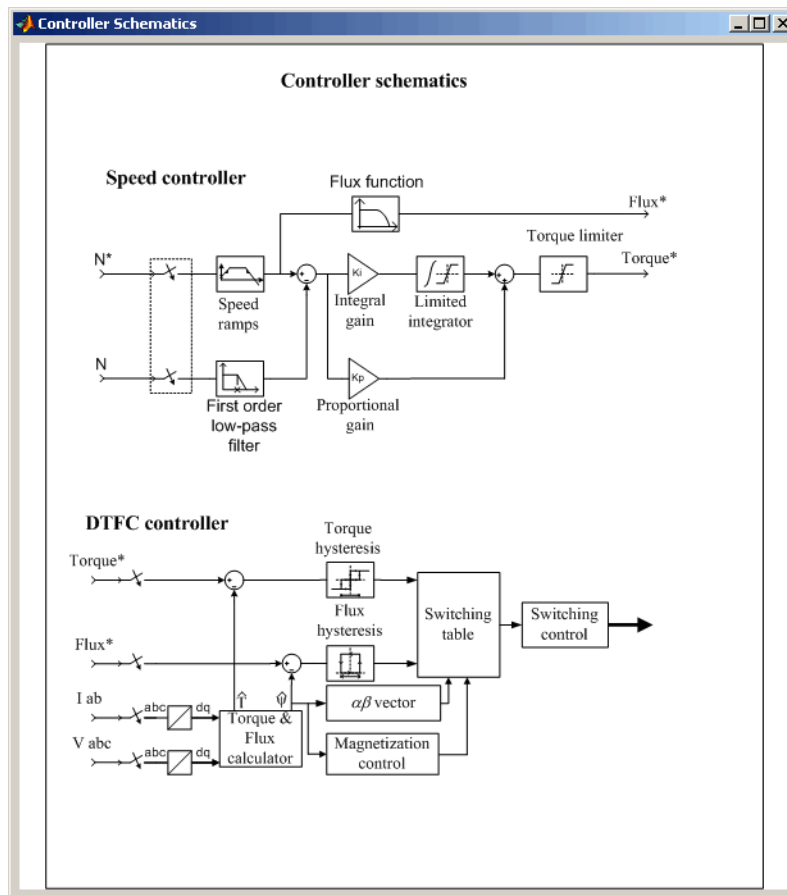 Controller Schematics
Controller schematics
Speed controller
Flux function
Flux*
Torque limiter
N*
Torque*
Ki
Speed
ramps
Integral
gain
Limited
integrator
N
Kp
First order
low-pass
filter
Proportional
gain
DTFC controller
Torque
hysteresis
Torque*
Flux
hysteresis
Switching
table
Switching
control
Flux*
I ab
abc
dq
T̂
ψ̂
αβ vector
Torque &
Flux
calculator
V abc
abc
dq
Magnetization
control